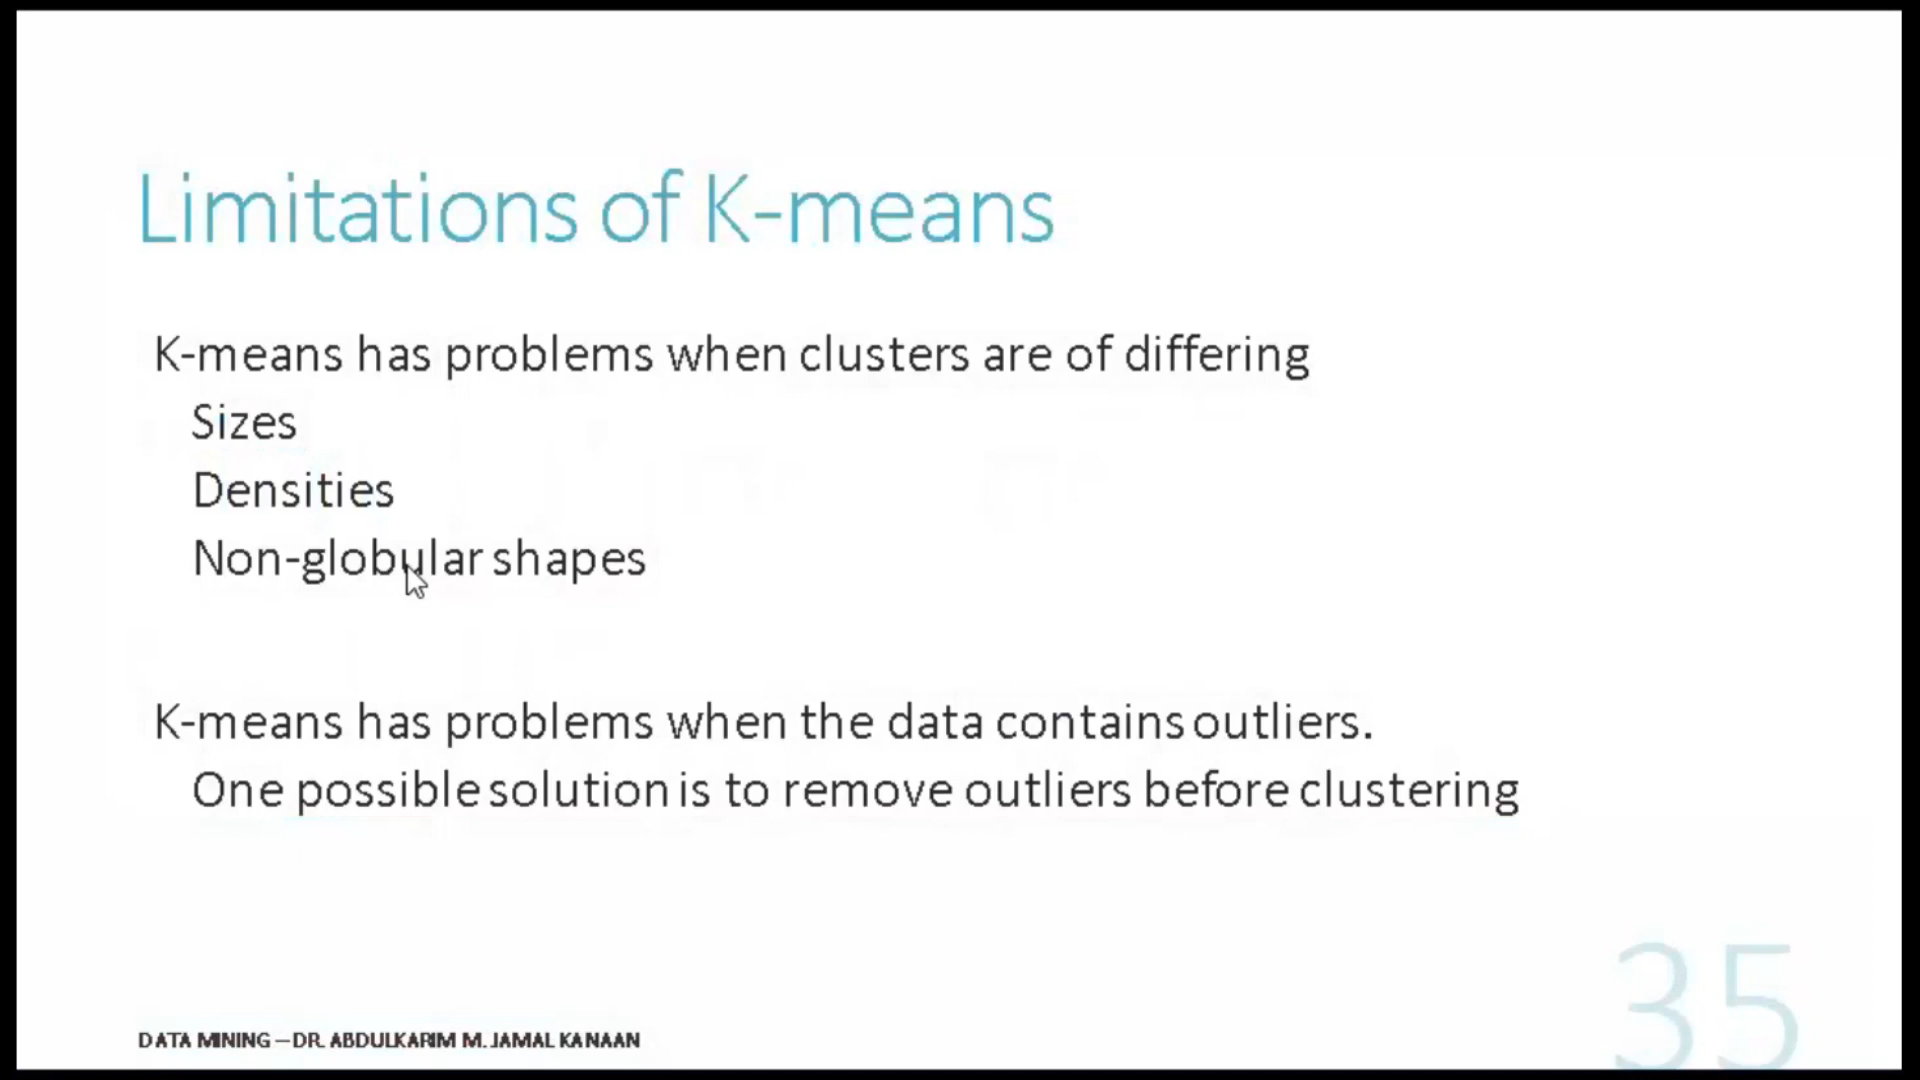 Limitations of K-means
K-means has problems when clusters are of differing
Sizes
Densities
Non-globular shapes
K-means has problems when the data contains outliers.
One possible solution is to remove outliers before clustering
35
DATA MINING – DR. ABDULKARIM M. JAMAL KANAAN